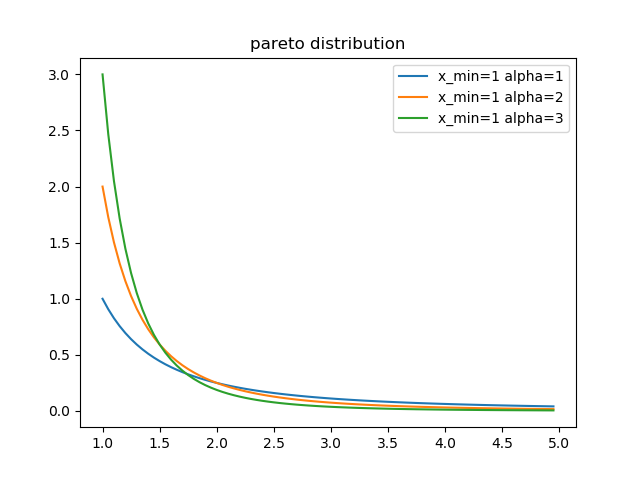 pareto distribution
x_min=1 alpha=1
x_min=1 alpha=2
x_min=1 alpha=3
3.0
2.5
2.0
1.5
1.0
0.5
0.0
1.0 1.5 2.0 2.5 3.0 3.5 4.0 4.5 5.0